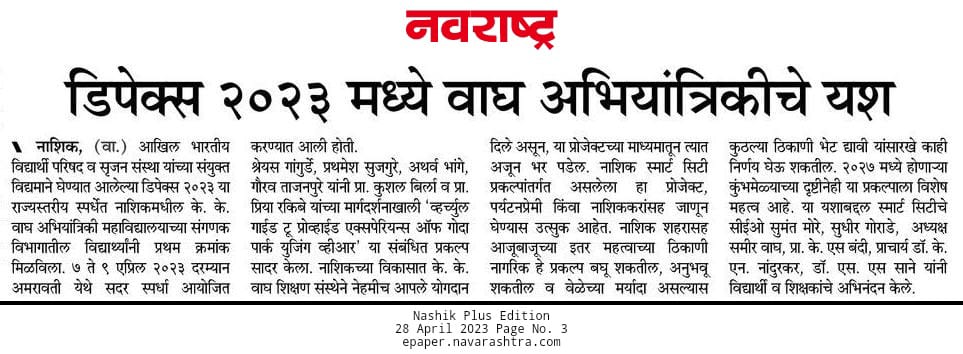 नवराष्ट्र
डिपेक्स २०२३ मध्ये वाघ अभियांत्रिकीचे यश
नाशिक, (वा.) आखिल भारतीय
विद्यार्थी परिषद व सृजन संस्था यांच्या संयुक्त
विद्यमाने घेण्यात आलेल्या डिपेक्स २०२३ या
राज्यस्तरीय स्पर्धेत नाशिकमधील के. के.
वाघ अभियांत्रिकी महाविद्यालयाच्या संगणक
विभागातील विद्यार्थ्यांनी प्रथम क्रमांक
मिळविला. ७ ते ९ एप्रिल २०२३ दरम्यान
अमरावती येथे सदर स्पर्धा आयोजित
करण्यात आली होती.
श्रेयस गांगुर्डे, प्रथमेश सुजगुरे, अथर्व भांगे,
गौरव ताजनपुरे यांनी प्रा. कुशल बिर्ला व प्रा.
प्रिया रकिबे यांच्या मार्गदर्शनाखाली ‘व्हर्च्युल
गाईड टू प्रोव्हाईड एक्सपेरियन्स ऑफ गोदा
पार्क युजिंग व्हीआर’ या संबंधित प्रकल्प
सादर केला. नाशिकच्या विकासात के. के.
वाघ शिक्षण संस्थेने नेहमीच आपले योगदान
दिले असून, या प्रोजेक्टच्या माध्यमातून त्यात
अजून भर पडेल. नाशिक स्मार्ट सिटी
प्रकल्पांतर्गत असलेला हा प्रोजेक्ट,
पर्यटनप्रेमी किंवा नाशिककरांसह जाणून
घेण्यास उत्सुक आहेत. नाशिक शहरासह
आजूबाजूच्या इतर महत्वाच्या ठिकाणी
नागरिक हे प्रकल्प बघू शकतील, अनुभवू
शकतील व वेळेच्या मर्यादा असल्यास
कुठल्या ठिकाणी भेट द्यावी यांसारखे काही
निर्णय घेऊ शकतील. २०२७ मध्ये होणाऱ्या
कुंभमेळ्याच्या दृष्टीनेही या प्रकल्पाला विशेष
महत्व आहे. या यशाबद्दल स्मार्ट सिटीचे
सीईओ सुमंत मोरे, सुधीर गोराडे, अध्यक्ष
समीर वाघ, प्रा. के. एस बंदी, प्राचार्य डॉ. के.
एन. नांदुरकर, डॉ. एस. एस साने यांनी
विद्यार्थी व शिक्षकांचे अभिनंदन केले.
Nashik Plus Edition
28 April 2023 Page No. 3
epaper.navarashtra.com